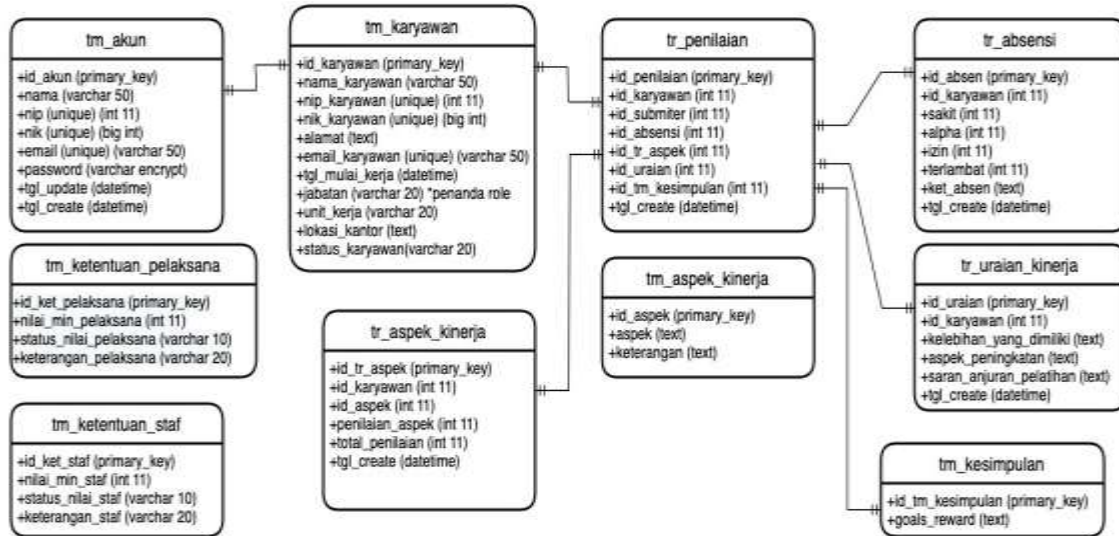 tm_akun
+id_akun (primary_key)
+nama (varchar 50)
+nip (unique) (int 11)
+nik (unique) (big int)
+email (unique) (varchar 50)
+password (varchar encrypt)
+tgl_update (datetime)
+tgl_create (datetime)
tm_karyawan
+id_karyawan (primary_key)
+nama_karyawan (varchar 50)
+nip_karyawan (unique) (int 11)
+nik_karyawan (unique) (big int)
+alamat (text)
+email_karyawan (unique) (varchar 50)
+tgl_mulai_kerja (datetime)
+jabatan (varchar 20) *penanda role
+unit_kerja (varchar 20)
+lokasi_kantor (text)
+status_karyawan(varchar 20)
tr_penilaian
+id_penilaian (primary_key)
+id_karyawan (int 11)
+id_submiter (int 11)
+id_absensi (int 11)
+id_tr_aspek (int 11)
+id_uraian (int 11)
+id_tm_kesimpulan (int 11)
+tgl_create (datetime)
tr_absensi
+id_absen (primary_key)
+id_karyawan (int 11)
+sakit (int 11)
+alpha (int 11)
+izin (int 11)
+terlambat (int 11)
+ket_absen (text)
+tgl_create (datetime)
tm_ketentuan_pelaksana
+id_ket_pelaksana (primary_key)
+nilai_min_pelaksana (int 11)
+status_nilai_pelaksana (varchar 10)
+keterangan_pelaksana (varchar 20)
tr_aspek_kinerja
+id_tr_aspek (primary_key)
+id_karyawan (int 11)
+id_aspek (int 11)
+penilaian_aspek (int 11)
+total_penilaian (int 11)
+tgl_create (datetime)
tm_aspek_kinerja
+id_aspek (primary_key)
+aspek (text)
+keterangan (text)
tr_uraian_kinerja
+id_uraian (primary_key)
+id_karyawan (int 11)
+kelebihan_yang_dimiliki (text)
+aspek_peningkatan (text)
+saran_anjuran_pelatihan (text)
+tgl_create (datetime)
tm_ketentuan_staf
+id_ket_staf (primary_key)
+nilai_min_staf (int 11)
+status_nilai_staf (varchar 10)
+keterangan_staf (varchar 20)
tm_kesimpulan
+id_tm_kesimpulan (primary_key)
+goals_reward (text)